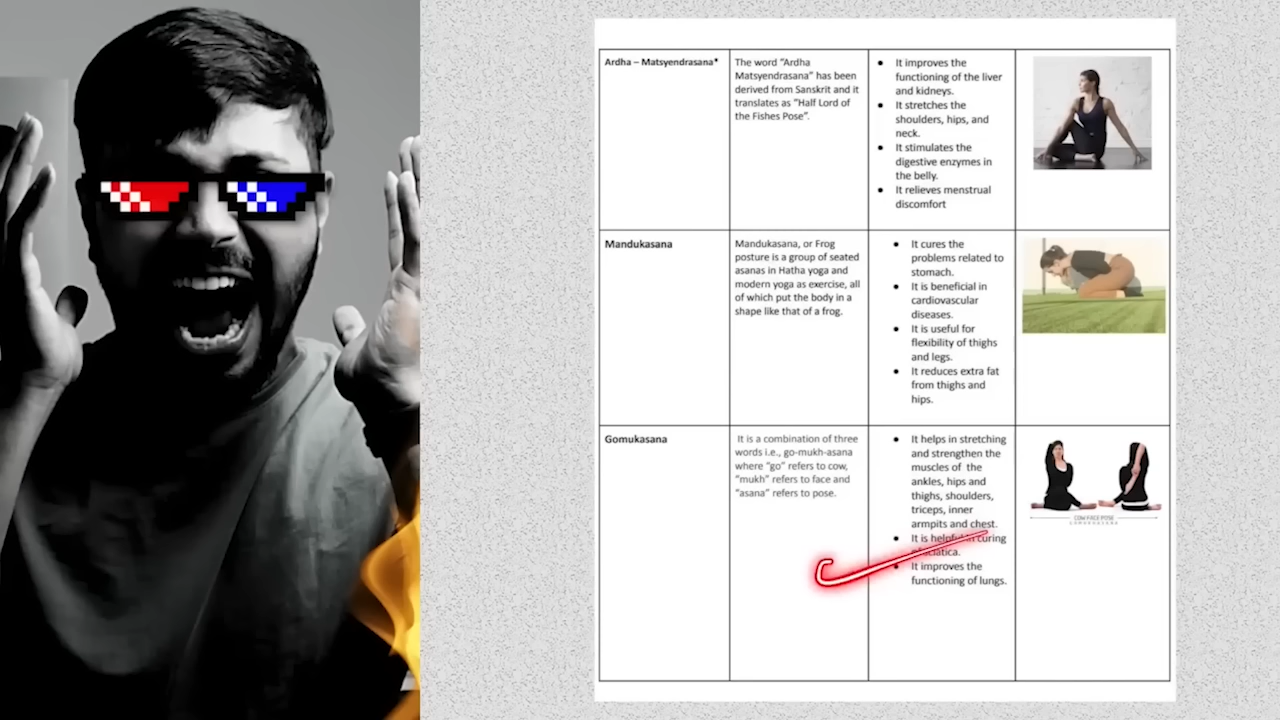 Ardha – Matsyendrasana*
The word "Ardha
Matsyendrasana" has been
derived from Sanskrit and it
translates as "Half Lord of
the Fishes Pose".
It improves the
functioning of the liver
and kidneys.
It stretches the
shoulders, hips, and
neck.
It stimulates the
digestive enzymes in
the belly.
It relieves menstrual
discomfort
Mandukasana
Mandukasana, or Frog
posture is a group of seated
asanas in Hatha yoga and
modern yoga as exercise, all
of which put the body in a
shape like that of a frog.
It cures the
problems related to
stomach.
It is beneficial in
cardiovascular
diseases.
It is useful for
flexibility of thighs
and legs.
It reduces extra fat
from thighs and
hips.
Gomukasana
It is a combination of three
words i.e., go-mukh-asana
where "go" refers to cow,
"mukh" refers to face and
"asana" refers to pose.
It helps in stretching
and strengthen the
muscles of the
ankles, hips and
thighs, shoulders,
triceps, inner
armpits and chest.
It is helpful in curing
sciatica.
It improves the
functioning of lungs.
COW FACE POSE